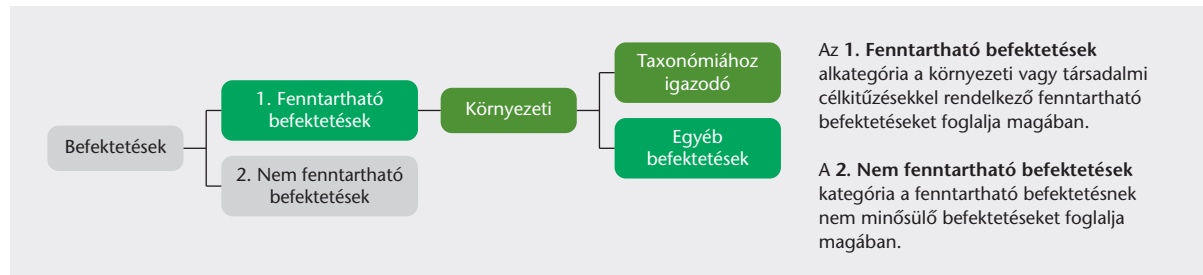 Befektetések
1. Fenntartható
befektetések
2. Nem fenntartható
befektetések
Környezeti
Taxonómiához
igazodó
Egyéb
befektetések
Az 1. Fenntartható befektetések
alkategória a környezeti vagy társadalmi
célkitűzésekkel rendelkező fenntartható
befektetéseket foglalja magában.
A 2. Nem fenntartható befektetések
kategória a fenntartható befektetésnek
nem minősülő befektetéseket foglalja
magában.